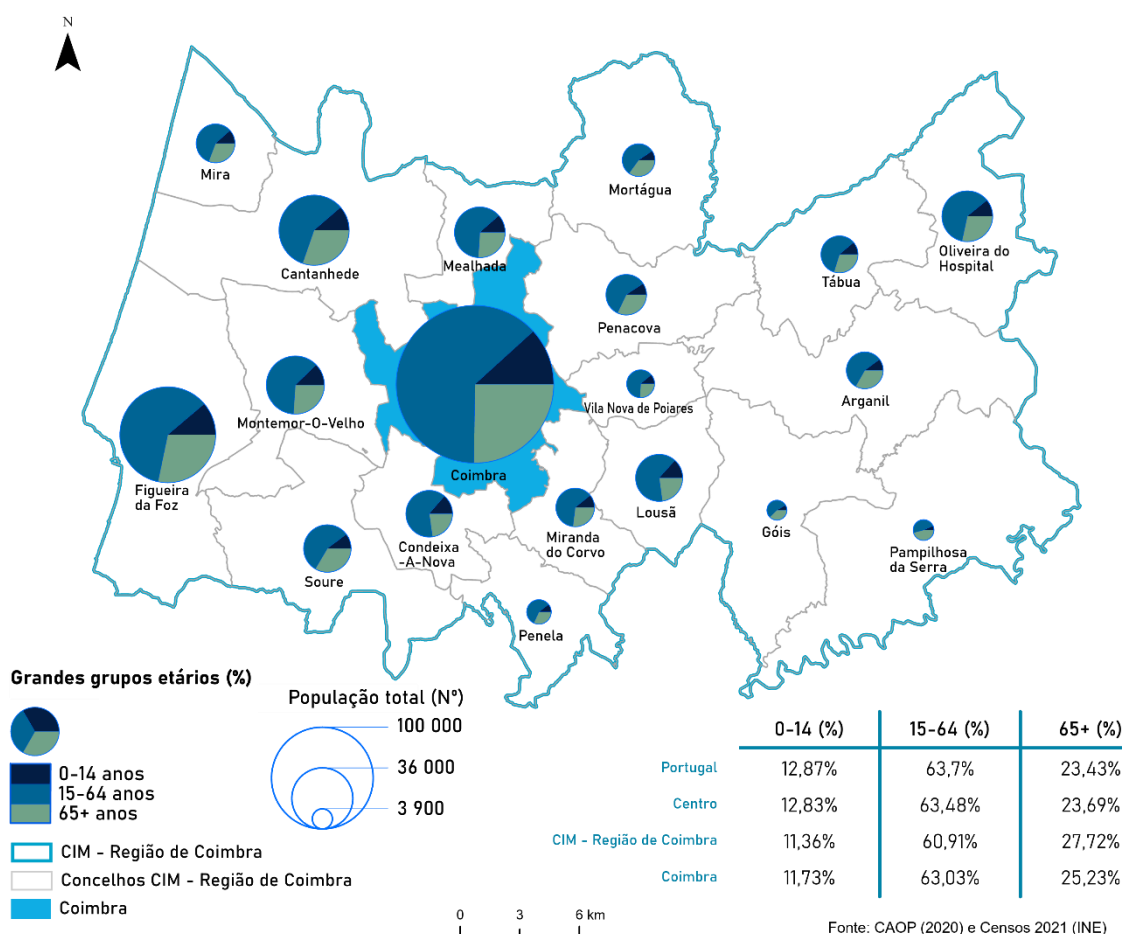 N
Mira
Mortágua
Cantanhede
Mealhada
Oliveira do
Hospital
Tábua
Penacova
Arganil
Vila Nova de Poiares
Montemor-O-Velho
Coimbra
Figueira
da Foz
Lousã
Condeixa
-A-Nova
Miranda
do Corvo
Góis
Pampilhosa
da Serra
Soure
Penela
Grandes grupos etários (%)
0-14 anos
15-64 anos
65+ anos
CIM - Região de Coimbra
Concelhos CIM - Região de Coimbra
Coimbra
População total (Nº)
100 000
36 000
3 900
0 3 6 km
0-14 (%) 15-64 (%) 65+ (%)
Portugal 12,87% 63,7% 23,43%
Centro 12,83% 63,48% 23,69%
CIM - Região de Coimbra 11,36% 60,91% 27,72%
Coimbra 11,73% 63,03% 25,23%
Fonte: CAOP (2020) e Censos 2021 (INE)